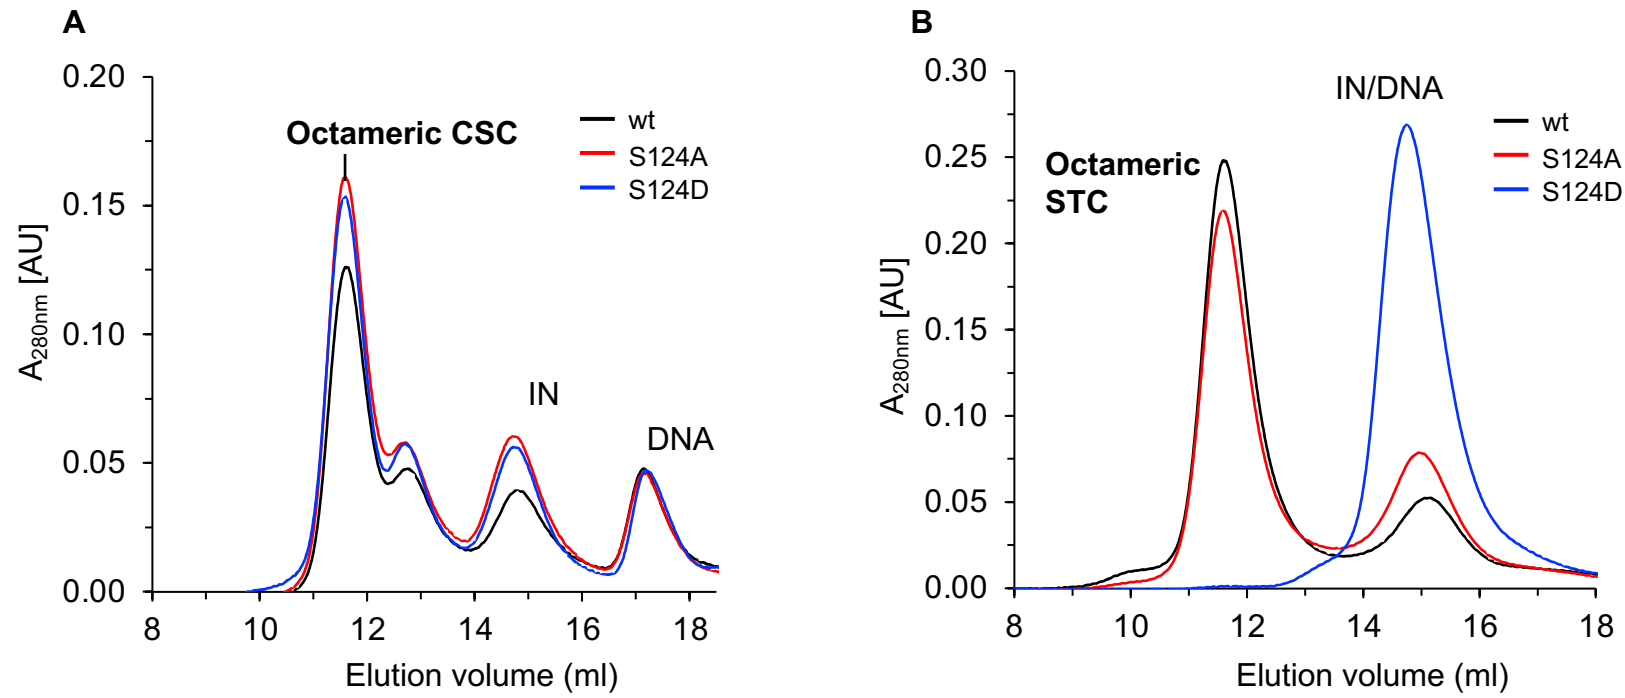 A
0.20
0.15
0.10
0.05
0.00
A280nm [AU]
8 10 12 14 16 18
Elution volume (ml)
Octameric CSC
IN
DNA
wt
S124A
S124D
B
0.30
0.25
0.20
0.15
0.10
0.05
0.00
A280nm [AU]
8 10 12 14 16 18
Elution volume (ml)
Octameric
STC
IN/DNA
wt
S124A
S124D